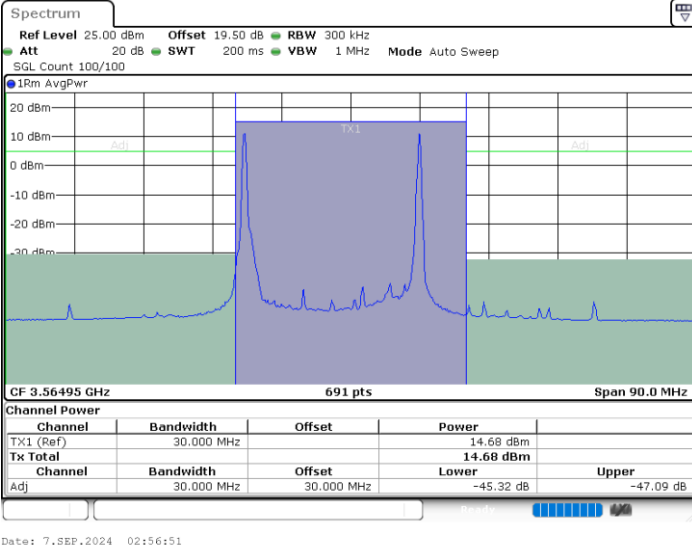 Spectrum
Ref Level 25.00 dBm Offset 19.50 dB RBW 300 kHz
Att 20 dB SWT 200 ms VBW 1 MHz Mode Auto Sweep
SGL Count 100/100
1Rm AvgPwr
20 dBm
TX1
10 dBm
Adj Adj
0 dBm
-10 dBm
-20 dBm
-30 dBm
CF 3.56495 GHz 691 pts Span 90.0 MHz
Channel Power
Channel Bandwidth Offset Power
TX1 (Ref) 30.000 MHz 14.68 dBm
Tx Total 14.68 dBm
Channel Bandwidth Offset Lower Upper
Adj 30.000 MHz 30.000 MHz -45.32 dB -47.09 dB
Ready
Date: 7.SEP.2024 02:56:51